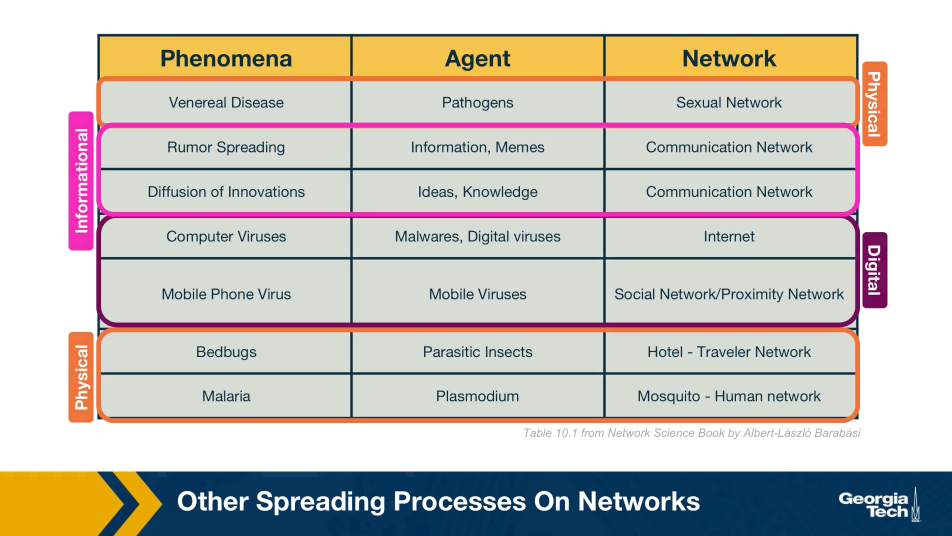 Phenomena Agent Network
Venereal Disease Pathogens Sexual Network
Physical
Rumor Spreading Information, Memes Communication Network
Informational
Diffusion of Innovations Ideas, Knowledge Communication Network
Computer Viruses Malwares, Digital viruses Internet
Digital
Mobile Phone Virus Mobile Viruses Social Network/Proximity Network
Bedbugs Parasitic Insects Hotel - Traveler Network
Physical
Malaria Plasmodium Mosquito - Human network
Table 10.1 from Network Science Book by Albert-Làszlò Barabàsi
Other Spreading Processes On Networks
Georgia
Tech